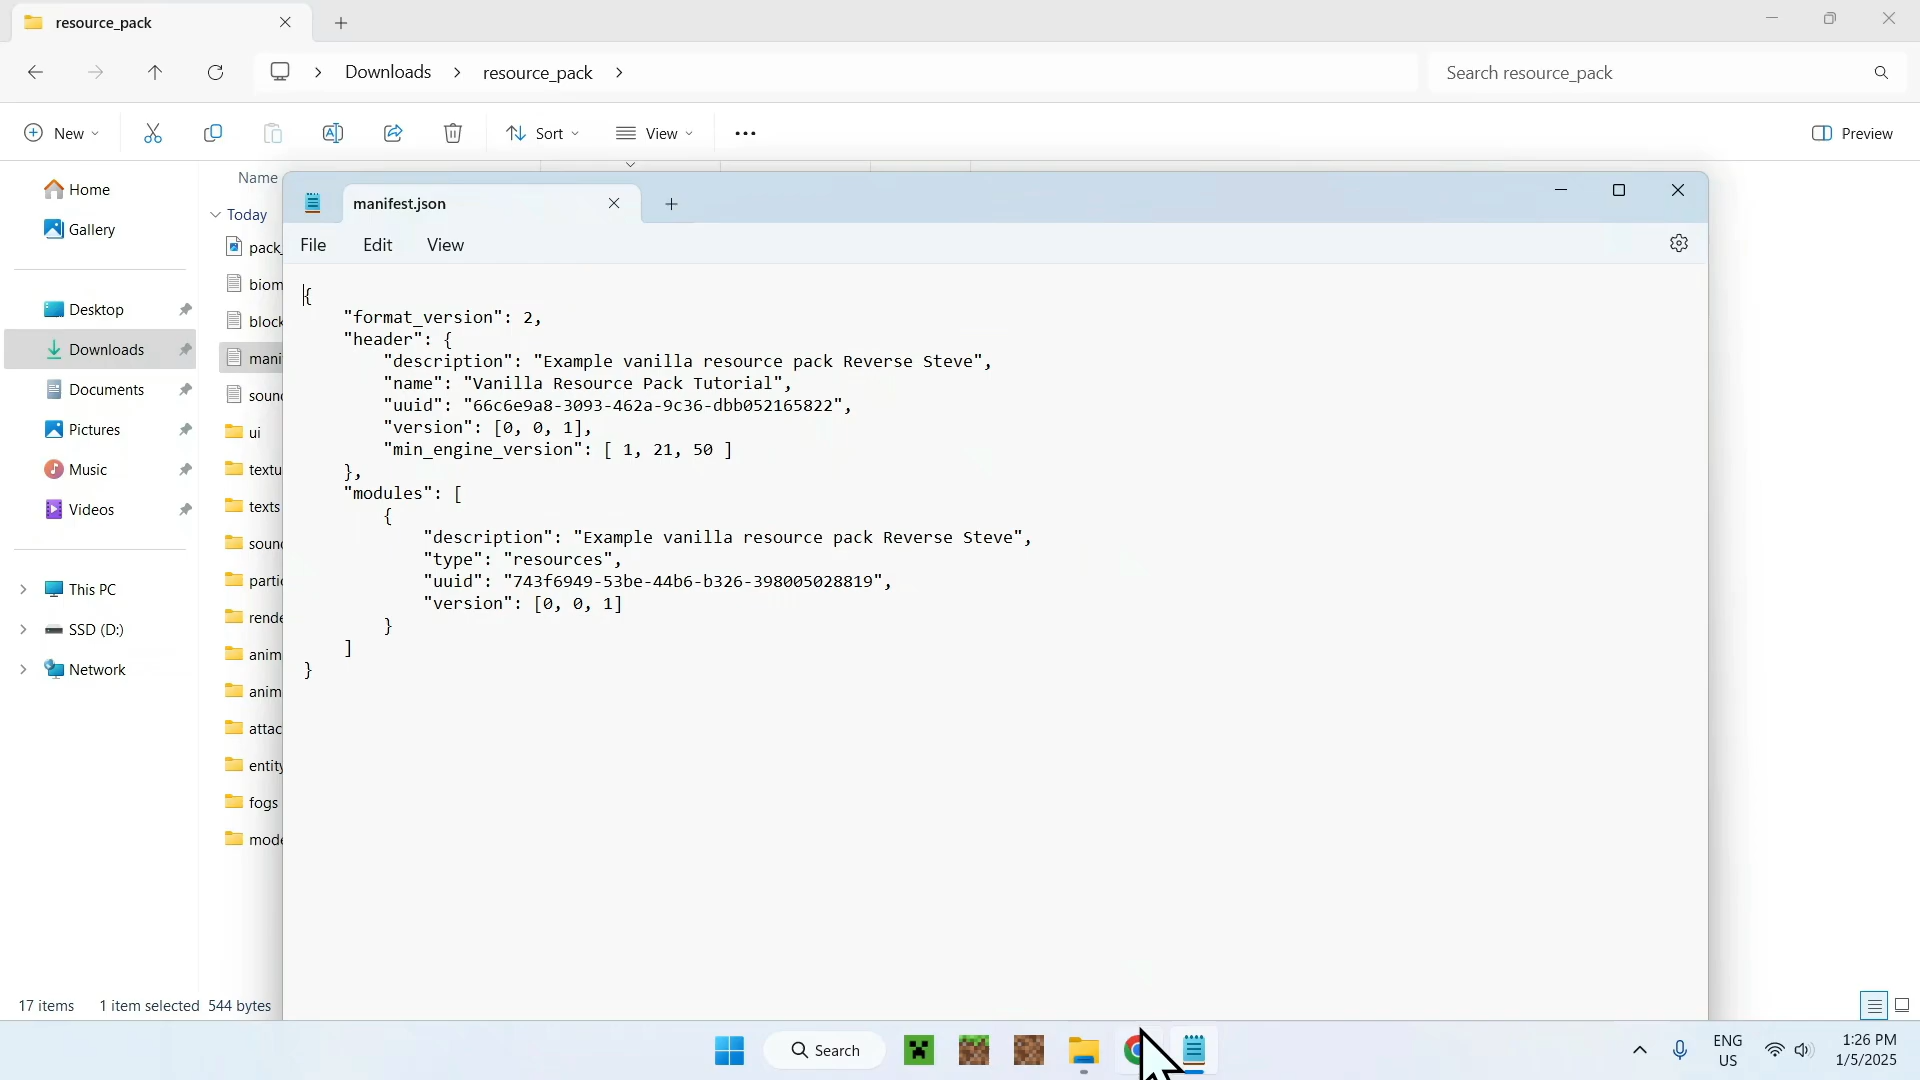 resource_pack
Downloads > resource_pack >
Search resource_pack
New
Sort
View
Preview
Home
Gallery
Desktop
Downloads
Documents
Pictures
Music
Videos
This PC
SSD (D:)
Network
Name
Today
pack_
biom
block
mani
soun
ui
textu
texts
soun
partic
rende
anim
anim
attac
entity
fogs
mode
manifest.json
File
Edit
View
{
"format_version": 2,
"header": {
"description": "Example vanilla resource pack Reverse Steve",
"name": "Vanilla Resource Pack Tutorial",
"uuid": "66c6e9a8-3093-462a-9c36-dbb052165822",
"version": [0, 0, 1],
"min_engine_version": [ 1, 21, 50 ]
},
"modules": [
{
"description": "Example vanilla resource pack Reverse Steve",
"type": "resources",
"uuid": "743f6949-53be-44b6-b326-398005028819",
"version": [0, 0, 1]
}
]
}
17 items
1 item selected
544 bytes
Search
ENG
US
1:26 PM
1/5/2025